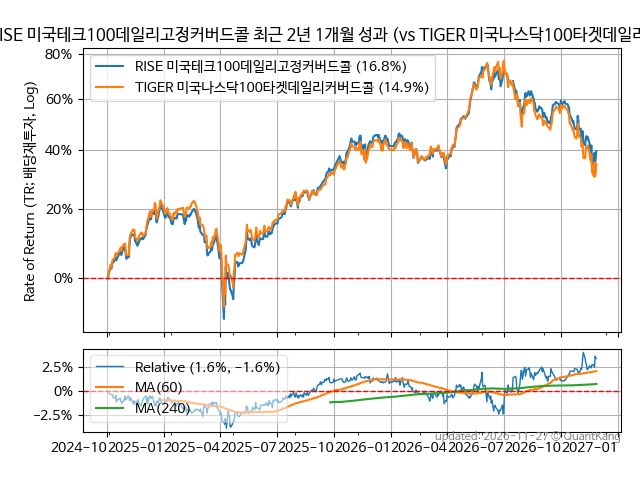 RISE 미국테크100데일리고정커버드콜 최근 2년 1개월 성과 (vs TIGER 미국나스닥100타겟데일리
Rate of Return (TR: 배당재투자, Log)
80%
60%
40%
20%
0%
RISE 미국테크100데일리고정커버드콜 (16.8%)
TIGER 미국나스닥100타겟데일리커버드콜 (14.9%)
2.5%
0%
−2.5%
Relative (1.6%, −1.6%)
MA(60)
MA(240)
updated: 2026-11-27 © QuantKang
2024-10 2025-01 2025-04 2025-07 2025-10 2026-01 2026-04 2026-07 2026-10 2027-01